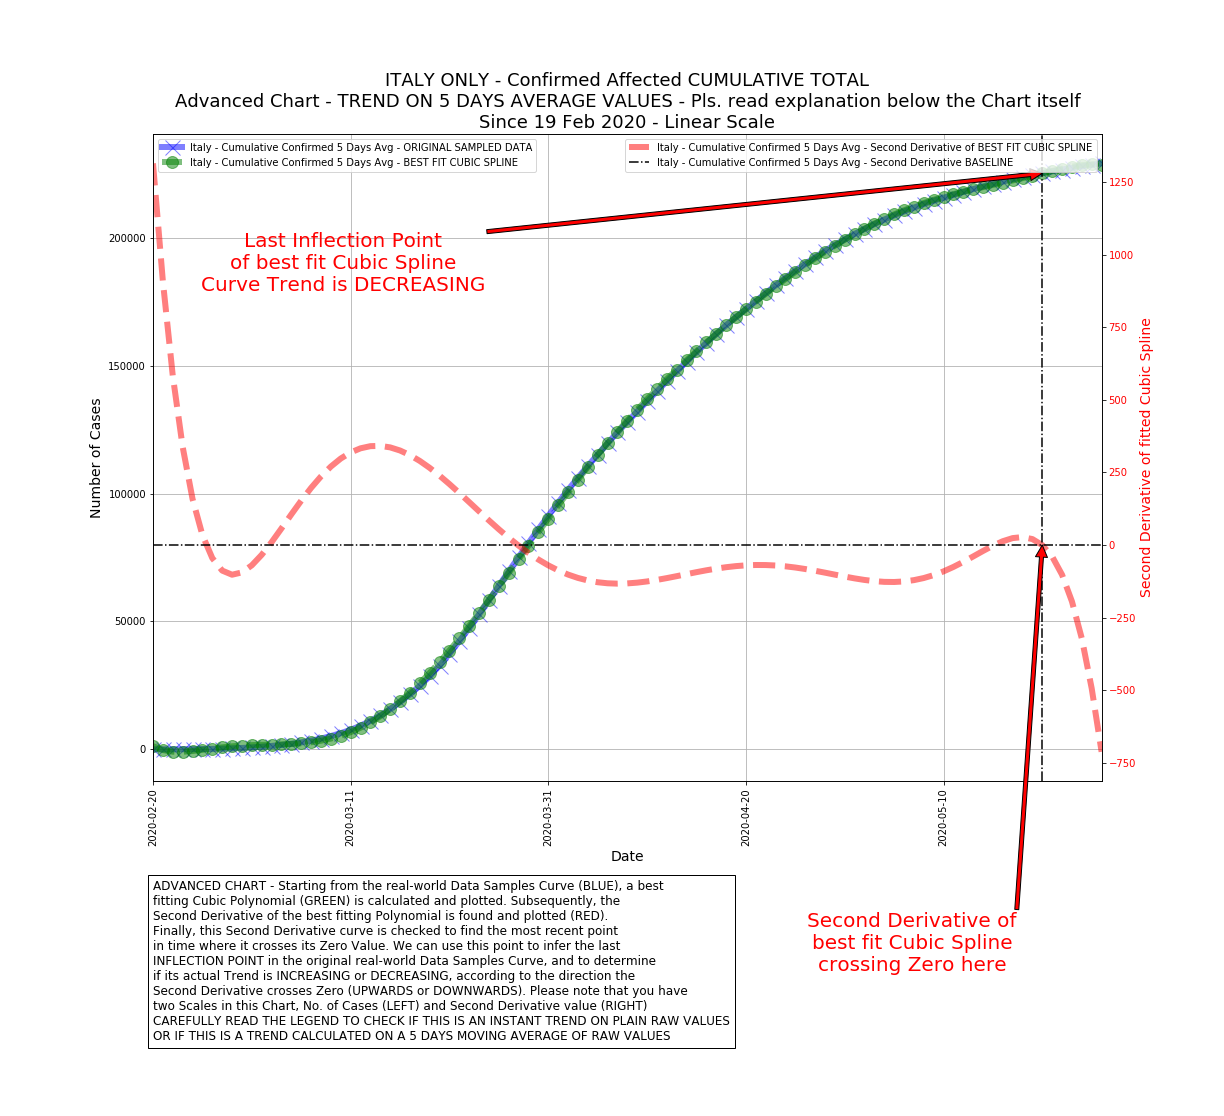 ITALY ONLY - Confirmed Affected CUMULATIVE TOTAL
Advanced Chart - TREND ON 5 DAYS AVERAGE VALUES - Pls. read explanation below the Chart itself
Since 19 Feb 2020 - Linear Scale
Italy - Cumulative Confirmed 5 Days Avg - ORIGINAL SAMPLED DATA
Italy - Cumulative Confirmed 5 Days Avg - BEST FIT CUBIC SPLINE
Italy - Cumulative Confirmed 5 Days Avg - Second Derivative of BEST FIT CUBIC SPLINE
Italy - Cumulative Confirmed 5 Days Avg - Second Derivative BASELINE
Last Inflection Point
of best fit Cubic Spline
Curve Trend is DECREASING
Number of Cases
200000
150000
100000
50000
0
1250
1000
750
500
250
0
−250
−500
−750
Second Derivative of fitted Cubic Spline
2020-02-20
2020-03-11
2020-03-31
2020-04-20
2020-05-10
Date
ADVANCED CHART - Starting from the real-world Data Samples Curve (BLUE), a best
fitting Cubic Polynomial (GREEN) is calculated and plotted. Subsequently, the
Second Derivative of the best fitting Polynomial is found and plotted (RED).
Finally, this Second Derivative curve is checked to find the most recent point
in time where it crosses its Zero Value. We can use this point to infer the last
INFLECTION POINT in the original real-world Data Samples Curve, and to determine
if its actual Trend is INCREASING or DECREASING, according to the direction the
Second Derivative crosses Zero (UPWARDS or DOWNWARDS). Please note that you have
two Scales in this Chart, No. of Cases (LEFT) and Second Derivative value (RIGHT)
CAREFULLY READ THE LEGEND TO CHECK IF THIS IS AN INSTANT TREND ON PLAIN RAW VALUES
OR IF THIS IS A TREND CALCULATED ON A 5 DAYS MOVING AVERAGE OF RAW VALUES
Second Derivative of
best fit Cubic Spline
crossing Zero here